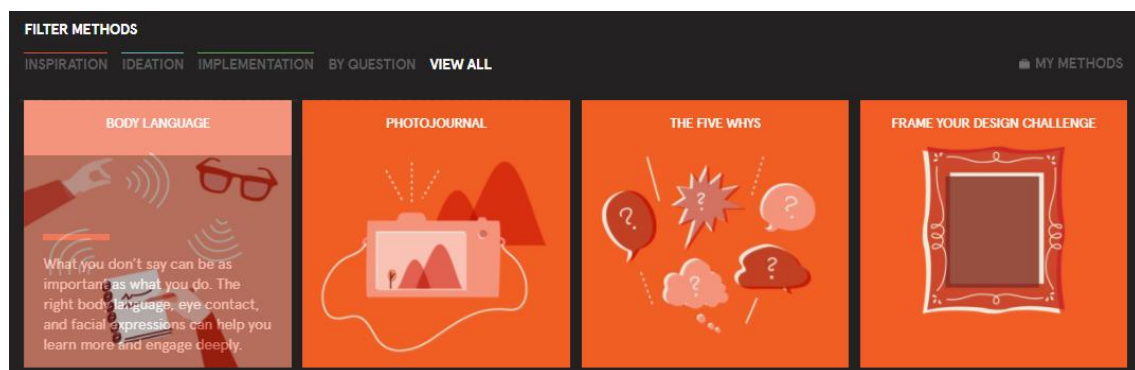 FILTER METHODS
INSPIRATION IDEATION IMPLEMENTATION BY QUESTION VIEW ALL MY METHODS
BODY LANGUAGE PHOTOJOURNAL THE FIVE WHYS FRAME YOUR DESIGN CHALLENGE
? ? ? ? ?
What you don't say can be as
important as what you do. The
right body language, eye contact,
and facial expressions can help you
learn more and engage deeply.